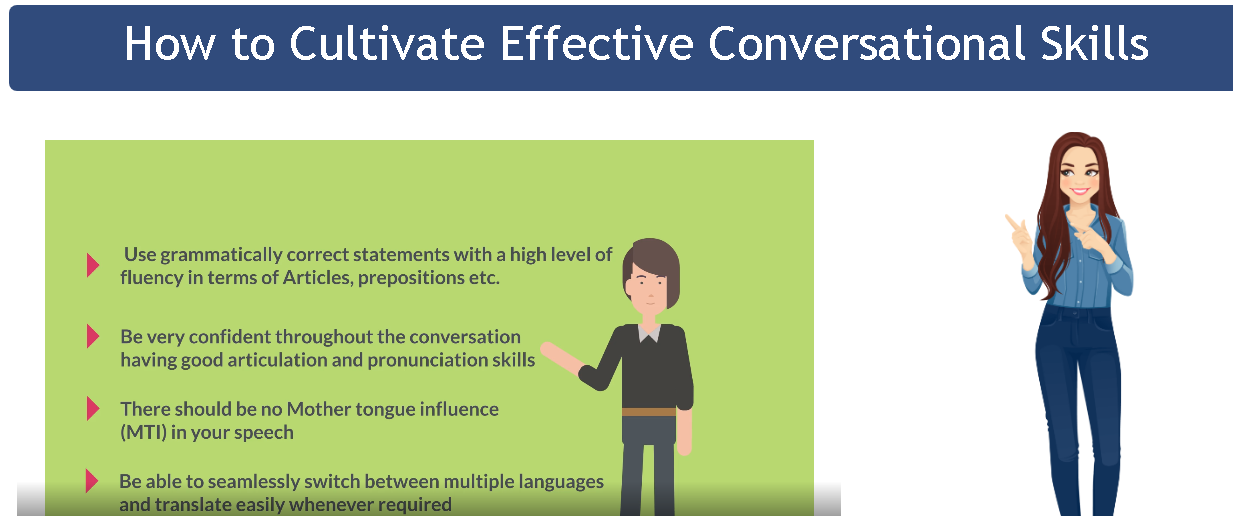 How to Cultivate Effective Conversational Skills
Use grammatically correct statements with a high level of
fluency in terms of Articles, prepositions etc.
Be very confident throughout the conversation
having good articulation and pronunciation skills
There should be no Mother tongue influence
(MTI) in your speech
Be able to seamlessly switch between multiple languages
and translate easily whenever required